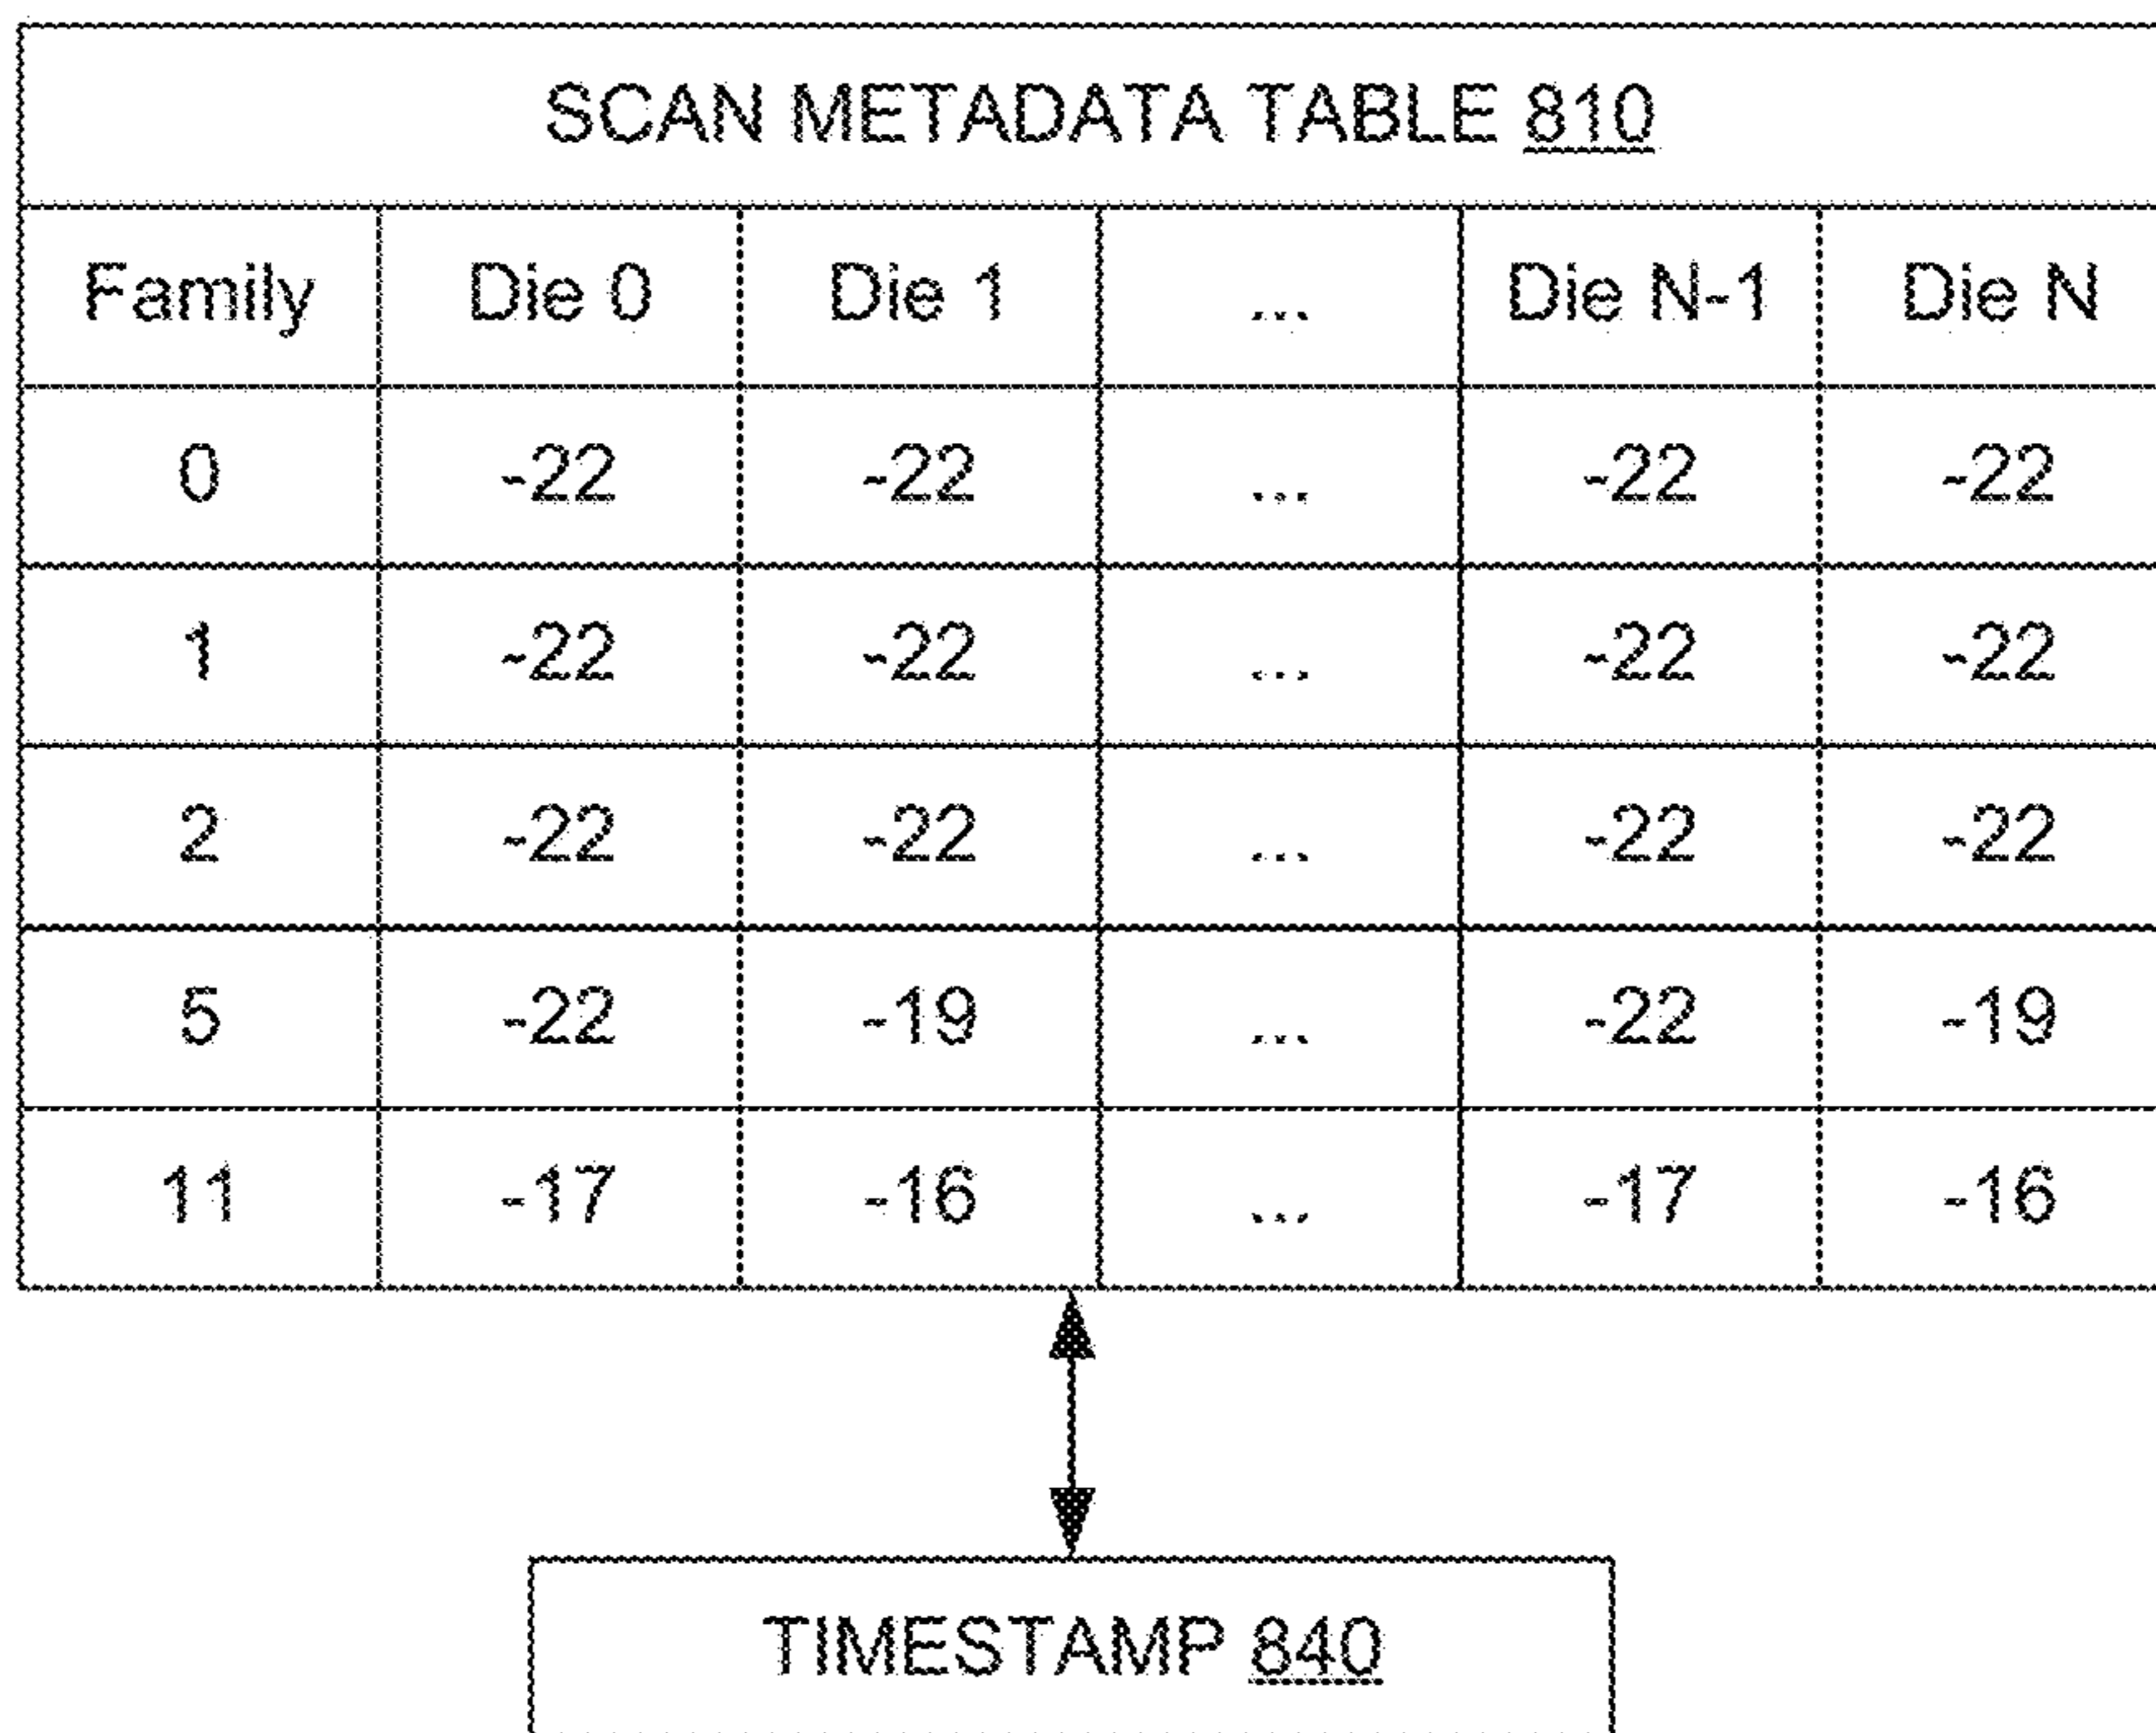 SCAN METADATA TABLE 810
Family Die 0 Die 1 ... Die N-1 Die N
0 -22 -22 ... -22 -22
1 -22 -22 ... -22 -22
2 -22 -22 ... -22 -22
5 -22 -19 ... -22 -19
11 -17 -16 ... -17 -16
TIMESTAMP 840